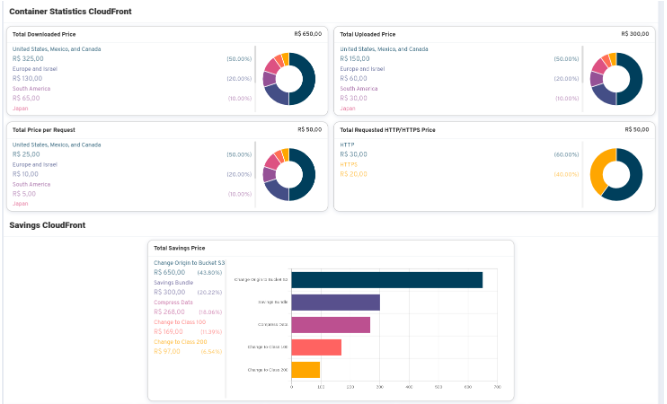 Container Statistics CloudFront
Total Downloaded Price R$ 650,00
United States, Mexico, and Canada
R$ 325,00 (50.00%)
Europe and Israel
R$ 130,00 (20.00%)
South America
R$ 65,00 (10.00%)
Japan
Total Uploaded Price R$ 300,00
United States, Mexico, and Canada
R$ 150,00 (50.00%)
Europe and Israel
R$ 60,00 (20.00%)
South America
R$ 30,00 (10.00%)
Japan
Total Price per Request R$ 50,00
United States, Mexico, and Canada
R$ 25,00 (50.00%)
Europe and Israel
R$ 10,00 (20.00%)
South America
R$ 5,00 (10.00%)
Japan
Total Requested HTTP/HTTPS Price R$ 50,00
HTTP
R$ 30,00 (60.00%)
HTTPS
R$ 20,00 (40.00%)
Savings CloudFront
Total Savings Price
Change Origin to Bucket S3
R$ 650,00 (43.80%)
Savings Bundle
R$ 300,00 (20.22%)
Compress Data
R$ 268,00 (18.06%)
Change to Class 100
R$ 169,00 (11.39%)
Change to Class 200
R$ 97,00 (6.54%)
Change Origin to Bucket S3
Savings Bundle
Compress Data
Change to Class 100
Change to Class 200
0 100 200 300 400 500 600 700